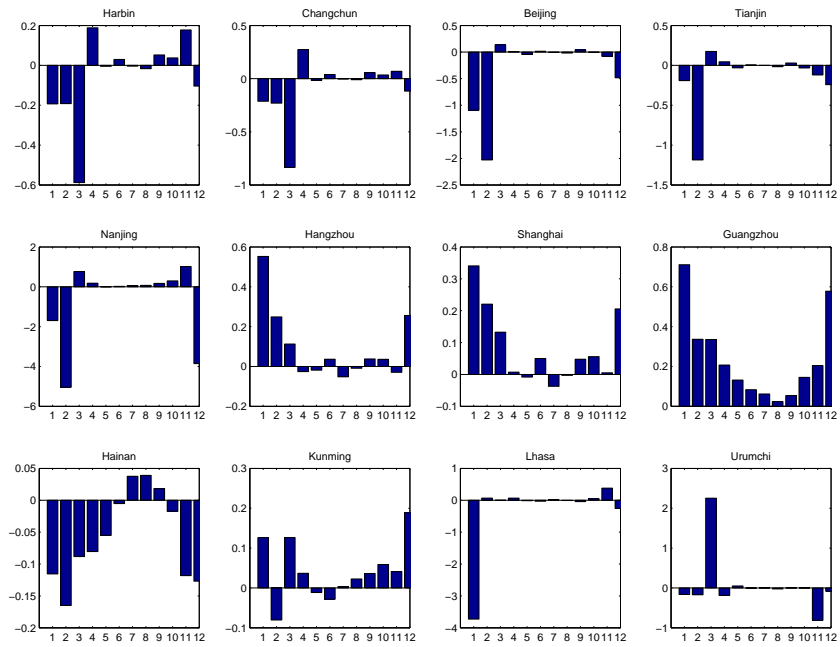 Harbin Changchun Beijing Tianjin
0.2 0.5 0.5 0.5
0 0 0 0
−0.2 −0.5 −0.5
−0.4 −0.5 −1 −1
−0.6 −1 −1.5 −1.5
−2
−2.5
1 2 3 4 5 6 7 8 9 10 11 12 1 2 3 4 5 6 7 8 9 10 11 12 1 2 3 4 5 6 7 8 9 10 11 12 1 2 3 4 5 6 7 8 9 10 11 12
Nanjing Hangzhou Shanghai Guangzhou
2 0.6 0.4 0.8
0 0.4 0.3 0.6
−2 0.2 0.2 0.4
−4 0 0.1 0.2
−6 −0.2 0 0
−0.1
1 2 3 4 5 6 7 8 9 10 11 12 1 2 3 4 5 6 7 8 9 10 11 12 1 2 3 4 5 6 7 8 9 10 11 12 1 2 3 4 5 6 7 8 9 10 11 12
Hainan Kunming Lhasa Urumchi
0.05 0.3 1 3
0 0.2 0 2
−0.05 0.1 −1 1
−0.1 0 −2 0
−0.15 −0.1 −3 −1
−0.2 −4
1 2 3 4 5 6 7 8 9 10 11 12 1 2 3 4 5 6 7 8 9 10 11 12 1 2 3 4 5 6 7 8 9 10 11 12 1 2 3 4 5 6 7 8 9 10 11 12